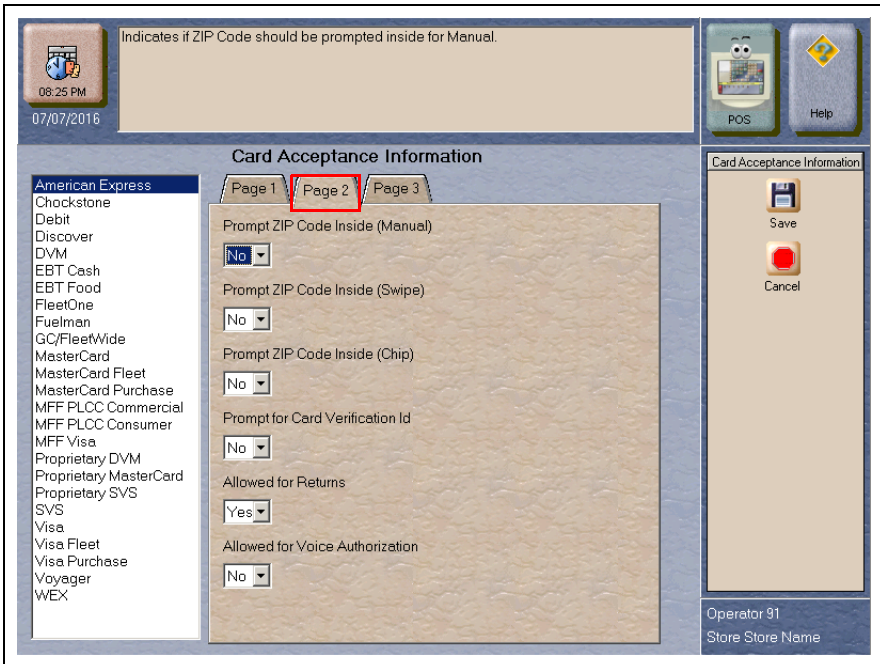 Indicates if ZIP Code should be prompted inside for Manual.
08:25 PM
07/07/2016
POS
Help
Card Acceptance Information
American Express
Chockstone
Debit
Discover
DVM
EBT Cash
EBT Food
FleetOne
Fuelman
GC/FleetWide
MasterCard
MasterCard Fleet
MasterCard Purchase
MFF PLCC Commercial
MFF PLCC Consumer
MFF Visa
Proprietary DVM
Proprietary MasterCard
Proprietary SVS
SVS
Visa
Visa Fleet
Visa Purchase
Voyager
WEX
Page 1 Page 2 Page 3
Prompt ZIP Code Inside (Manual)
No
Prompt ZIP Code Inside (Swipe)
No
Prompt ZIP Code Inside (Chip)
No
Prompt for Card Verification Id
No
Allowed for Returns
Yes
Allowed for Voice Authorization
No
Card Acceptance Information
Save
Cancel
Operator 91
Store Store Name